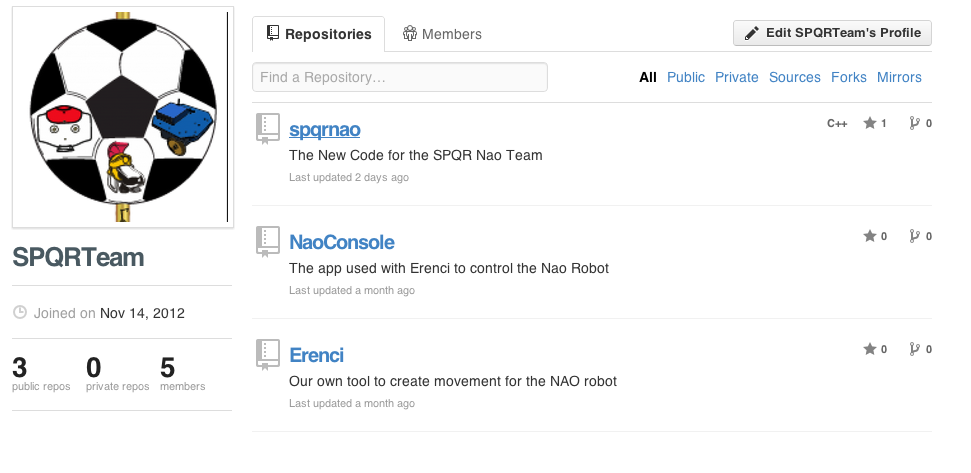 Repositories
Members
Edit SPQRTeam's Profile
Find a Repository…
All Public Private Sources Forks Mirrors
spqrnao
C++ 1 0
The New Code for the SPQR Nao Team
Last updated 2 days ago
NaoConsole
0 0
The app used with Erenci to control the Nao Robot
Last updated a month ago
Erenci
0 0
Our own tool to create movement for the NAO robot
Last updated a month ago
SPQRTeam
Joined on Nov 14, 2012
3 0 5
public repos private repos members